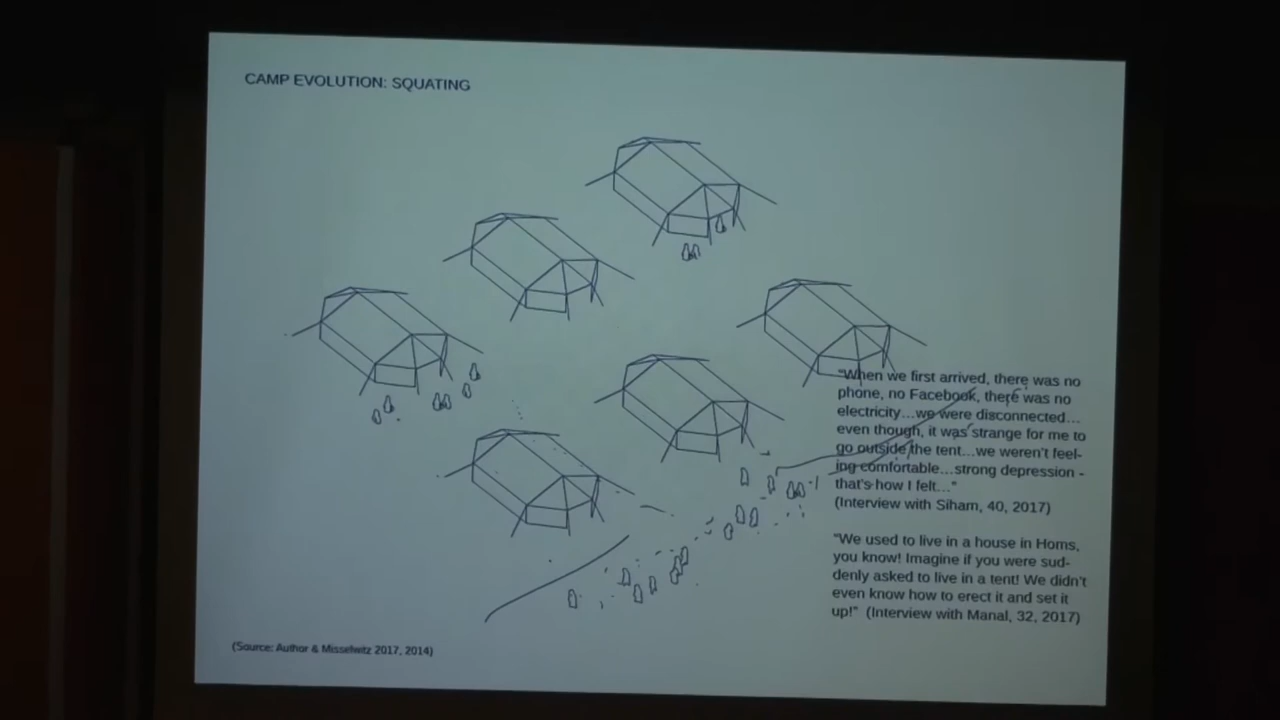 CAMP EVOLUTION: SQUATING
"When we first arrived, there was no
phone, no Facebook, there was no
electricity…we were disconnected…
even though, it was strange for me to
go outside the tent…we weren't feel-
ing comfortable…strong depression -
that's how I felt…"
(Interview with Siham, 40, 2017)
"We used to live in a house in Homs,
you know! Imagine if you were sud-
denly asked to live in a tent! We didn't
even know how to erect it and set it
up!" (Interview with Manal, 32, 2017)
(Source: Author & Misselwitz 2017, 2014)